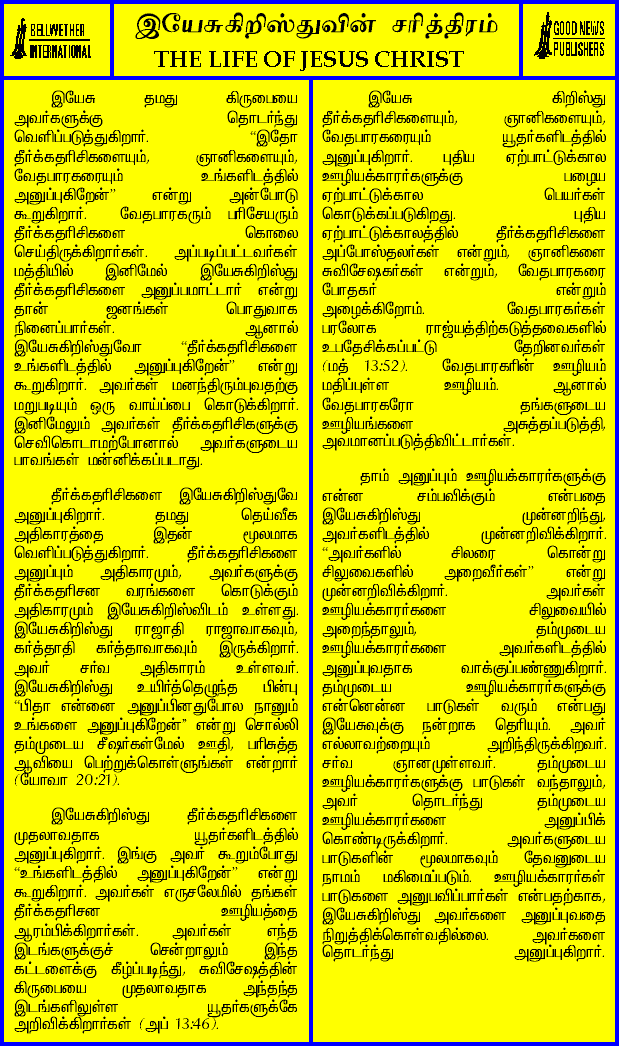 BELLWETHER
INTERNATIONAL
இயேசுகிறிஸ்துவின் சரித்திரம்
THE LIFE OF JESUS CHRIST
GOOD NEWS
PUBLISHERS
இயேசு தமது கிருபையை
அவர்களுக்கு தொடர்ந்து
வெளிப்படுத்துகிறார். “இதோ
தீர்க்கதரிசிகளையும், ஞானிகளையும்,
வேதபாரகரையும் உங்களிடத்தில்
அனுப்புகிறேன்” என்று அன்போடு
கூறுகிறார். வேதபாரகரும் பரிசேயரும்
தீர்க்கதரிசிகளை கொலை
செய்திருக்கிறார்கள். அப்படிப்பட்டவர்கள்
மத்தியில் இனிமேல் இயேசுகிறிஸ்து
தீர்க்கதரிசிகளை அனுப்பமாட்டார் என்று
தான் ஜனங்கள் பொதுவாக
நினைப்பார்கள். ஆனால்
இயேசுகிறிஸ்துவோ “தீர்க்கதரிசிகளை
உங்களிடத்தில் அனுப்புகிறேன்” என்று
கூறுகிறார். அவர்கள் மனந்திரும்புவதற்கு
மறுபடியும் ஒரு வாய்ப்பை கொடுக்கிறார்.
இனிமேலும் அவர்கள் தீர்க்கதரிசிகளுக்கு
செவிகொடாமற்போனால் அவர்களுடைய
பாவங்கள் மன்னிக்கப்படாது.
தீர்க்கதரிசிகளை இயேசுகிறிஸ்துவே
அனுப்புகிறார். தமது தெய்வீக
அதிகாரத்தை இதன் மூலமாக
வெளிப்படுத்துகிறார். தீர்க்கதரிசிகளை
அனுப்பும் அதிகாரமும், அவர்களுக்கு
தீர்க்கதரிசன வரங்களை கொடுக்கும்
அதிகாரமும் இயேசுகிறிஸ்விடம் உள்ளது.
இயேசுகிறிஸ்து ராஜாதி ராஜாவாகவும்,
கர்த்தாதி கர்த்தாவாகவும் இருக்கிறார்.
அவர் சர்வ அதிகாரம் உள்ளவர்.
இயேசுகிறிஸ்து உயிர்த்தெழுந்த பின்பு
“பிதா என்னை அனுப்பினதுபோல நானும்
உங்களை அனுப்புகிறேன்” என்று சொல்லி
தம்முடைய சீஷர்கள்மேல் ஊதி, பரிசுத்த
ஆவியை பெற்றுக்கொள்ளுங்கள் என்றார்
(யோவா 20:21).
இயேசுகிறிஸ்து தீர்க்கதரிசிகளை
முதலாவதாக யூதர்களிடத்தில்
அனுப்புகிறார். இங்கு அவர் கூறும்போது
“உங்களிடத்தில் அனுப்புகிறேன்” என்று
கூறுகிறார். அவர்கள் எருசலேமில் தங்கள்
தீர்க்கதரிசன ஊழியத்தை
ஆரம்பிக்கிறார்கள். அவர்கள் எந்த
இடங்களுக்குச் சென்றாலும் இந்த
கட்டளைக்கு கீழ்ப்படிந்து, சுவிசேஷத்தின்
கிருபையை முதலாவதாக அந்தந்த
இடங்களிலுள்ள யூதர்களுக்கே
அறிவிக்கிறார்கள் (அப் 13:46).
இயேசு கிறிஸ்து
தீர்க்கதரிசிகளையும், ஞானிகளையும்,
வேதபாரகரையும் யூதர்களிடத்தில்
அனுப்புகிறார். புதிய ஏற்பாட்டுக்கால
ஊழியக்காரர்களுக்கு பழைய
ஏற்பாட்டுக்கால பெயர்கள்
கொடுக்கப்படுகிறது. புதிய
ஏற்பாட்டுக்காலத்தில் தீர்க்கதரிசிகளை
அப்போஸ்தலர்கள் என்றும், ஞானிகளை
சுவிசேஷகர்கள் என்றும், வேதபாரகரை
போதகர் என்றும்
அழைக்கிறோம். வேதபாரகர்கள்
பரலோக ராஜ்யத்திற்கடுத்தவைகளில்
உபதேசிக்கப்பட்டு தேறினவர்கள்
(மத் 13:52). வேதபாரகரின் ஊழியம்
மதிப்புள்ள ஊழியம். ஆனால்
வேதபாரகரோ தங்களுடைய
ஊழியங்களை அசுத்தப்படுத்தி,
அவமானப்படுத்திவிட்டார்கள்.
தாம் அனுப்பும் ஊழியக்காரர்களுக்கு
என்ன சம்பவிக்கும் என்பதை
இயேசுகிறிஸ்து முன்னறிந்து,
அவர்களிடத்தில் முன்னறிவிக்கிறார்.
“அவர்களில் சிலரை கொன்று
சிலுவைகளில் அறைவீர்கள்” என்று
முன்னறிவிக்கிறார். அவர்கள்
ஊழியக்காரர்களை சிலுவையில்
அறைந்தாலும், தம்முடைய
ஊழியக்காரர்களை அவர்களிடத்தில்
அனுப்புவதாக வாக்குப்பண்ணுகிறார்.
தம்முடைய ஊழியக்காரர்களுக்கு
என்னென்ன பாடுகள் வரும் என்பது
இயேசுவுக்கு நன்றாக தெரியும். அவர்
எல்லாவற்றையும் அறிந்திருக்கிறவர்.
சர்வ ஞானமுள்ளவர். தம்முடைய
ஊழியக்காரர்களுக்கு பாடுகள் வந்தாலும்,
அவர் தொடர்ந்து தம்முடைய
ஊழியக்காரர்களை அனுப்பிக்
கொண்டிருக்கிறார். அவர்களுடைய
பாடுகளின் மூலமாகவும் தேவனுடைய
நாமம் மகிமைப்படும். ஊழியக்காரர்கள்
பாடுகளை அனுபவிப்பார்கள் என்பதற்காக,
இயேசுகிறிஸ்து அவர்களை அனுப்புவதை
நிறுத்திக்கொள்வதில்லை. அவர்களை
தொடர்ந்து அனுப்புகிறார்.